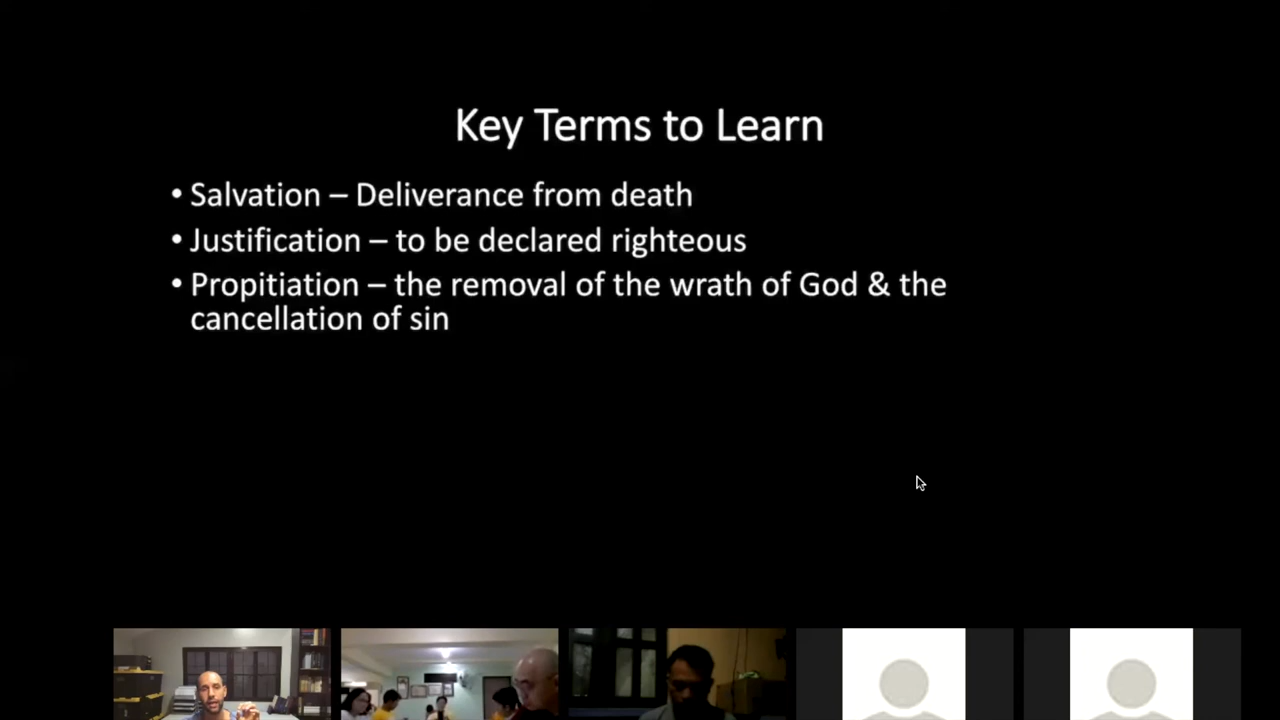 Key Terms to Learn
• Salvation – Deliverance from death
• Justification – to be declared righteous
• Propitiation – the removal of the wrath of God & the
cancellation of sin